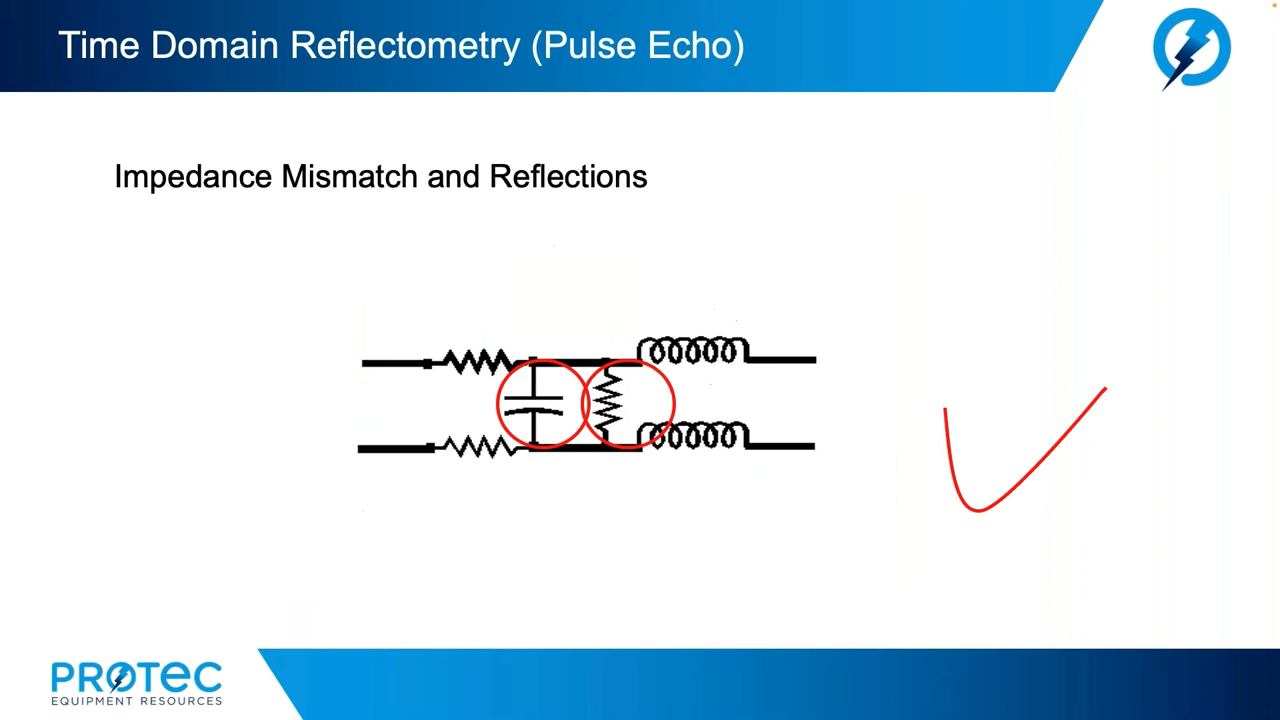 Time Domain Reflectometry (Pulse Echo)
Impedance Mismatch and Reflections
PROTEC
EQUIPMENT RESOURCES